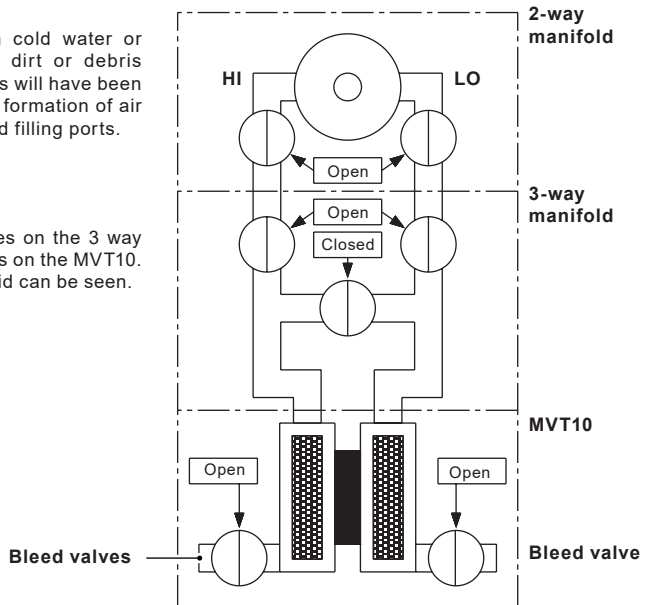 cold water or
dirt or debris
s will have been
formation of air
d filling ports.
es on the 3 way
s on the MVT10.
id can be seen.
2-way
manifold
HI
LO
Open
3-way
manifold
Open
Closed
MVT10
Open
Open
Bleed valves
Bleed valve